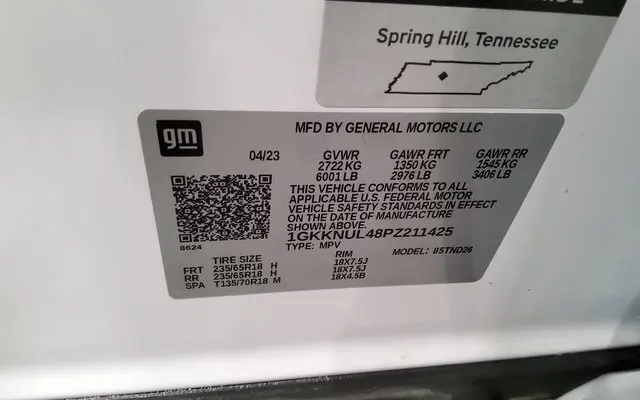 Spring Hill, Tennessee
gm
MFD BY GENERAL MOTORS LLC
04/23 GVWR GAWR FRT GAWR RR
2722 KG 1350 KG 1545 KG
6001 LB 2976 LB 3406 LB
THIS VEHICLE CONFORMS TO ALL
APPLICABLE U.S. FEDERAL MOTOR
VEHICLE SAFETY STANDARDS IN EFFECT
ON THE DATE OF MANUFACTURE
SHOWN ABOVE.
1GKKNUL48PZ211425
8624
TYPE: MPV MODEL: 85TND26
TIRE SIZE RIM
FRT 235/65R18 H 18X7.5J
RR 235/65R18 H 18X7.5J
SPA T135/70R18 M 18X4.5B